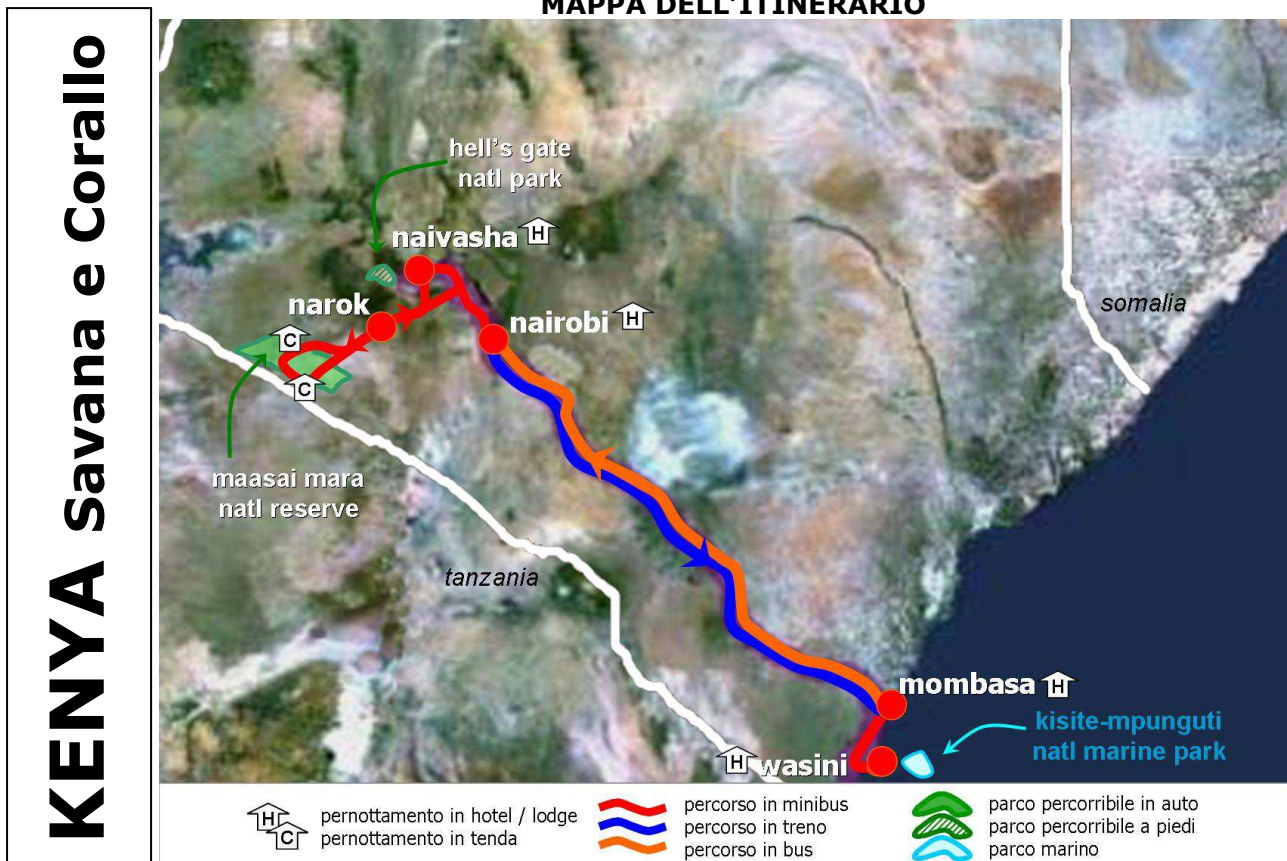 MAPPA DELL'ITINERARIO
KENYA Savana e Corallo
hell's gate
natl park
naivasha H
narok
nairobi H
somalia
C
C
maasai mara
natl reserve
tanzania
mombasa H
kisite-mpunguti
natl marine park
H wasini
H pernottamento in hotel / lodge
C pernottamento in tenda
percorso in minibus
percorso in treno
percorso in bus
parco percorribile in auto
parco percorribile a piedi
parco marino